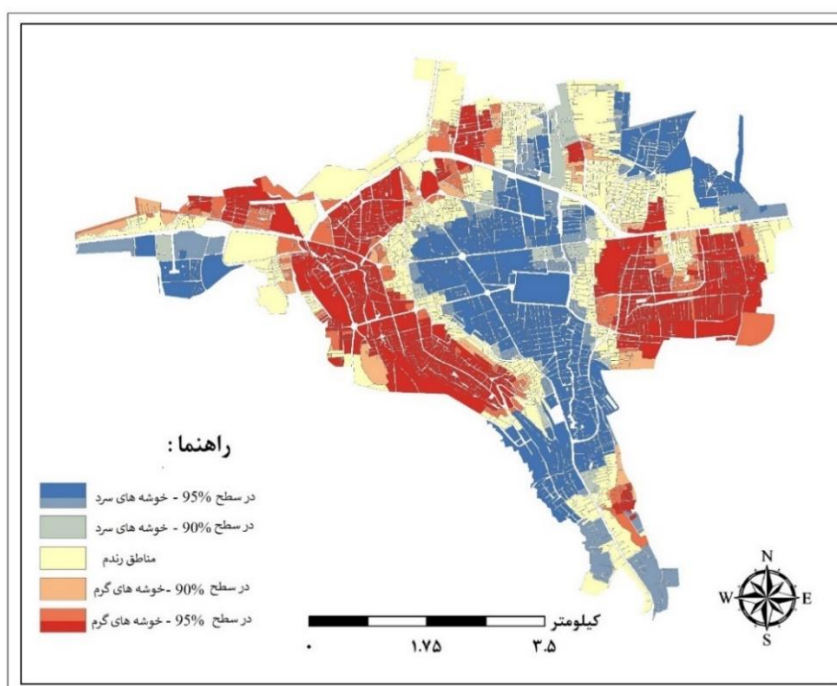 راهنما :
در سطح 95% - خوشه های سرد
در سطح 90% - خوشه های سرد
مناطق رندم
در سطح 90% - خوشه های گرم
در سطح 95% - خوشه های گرم
کیلومتر
۰ ۱.75 ۳.۵
N
W E
S